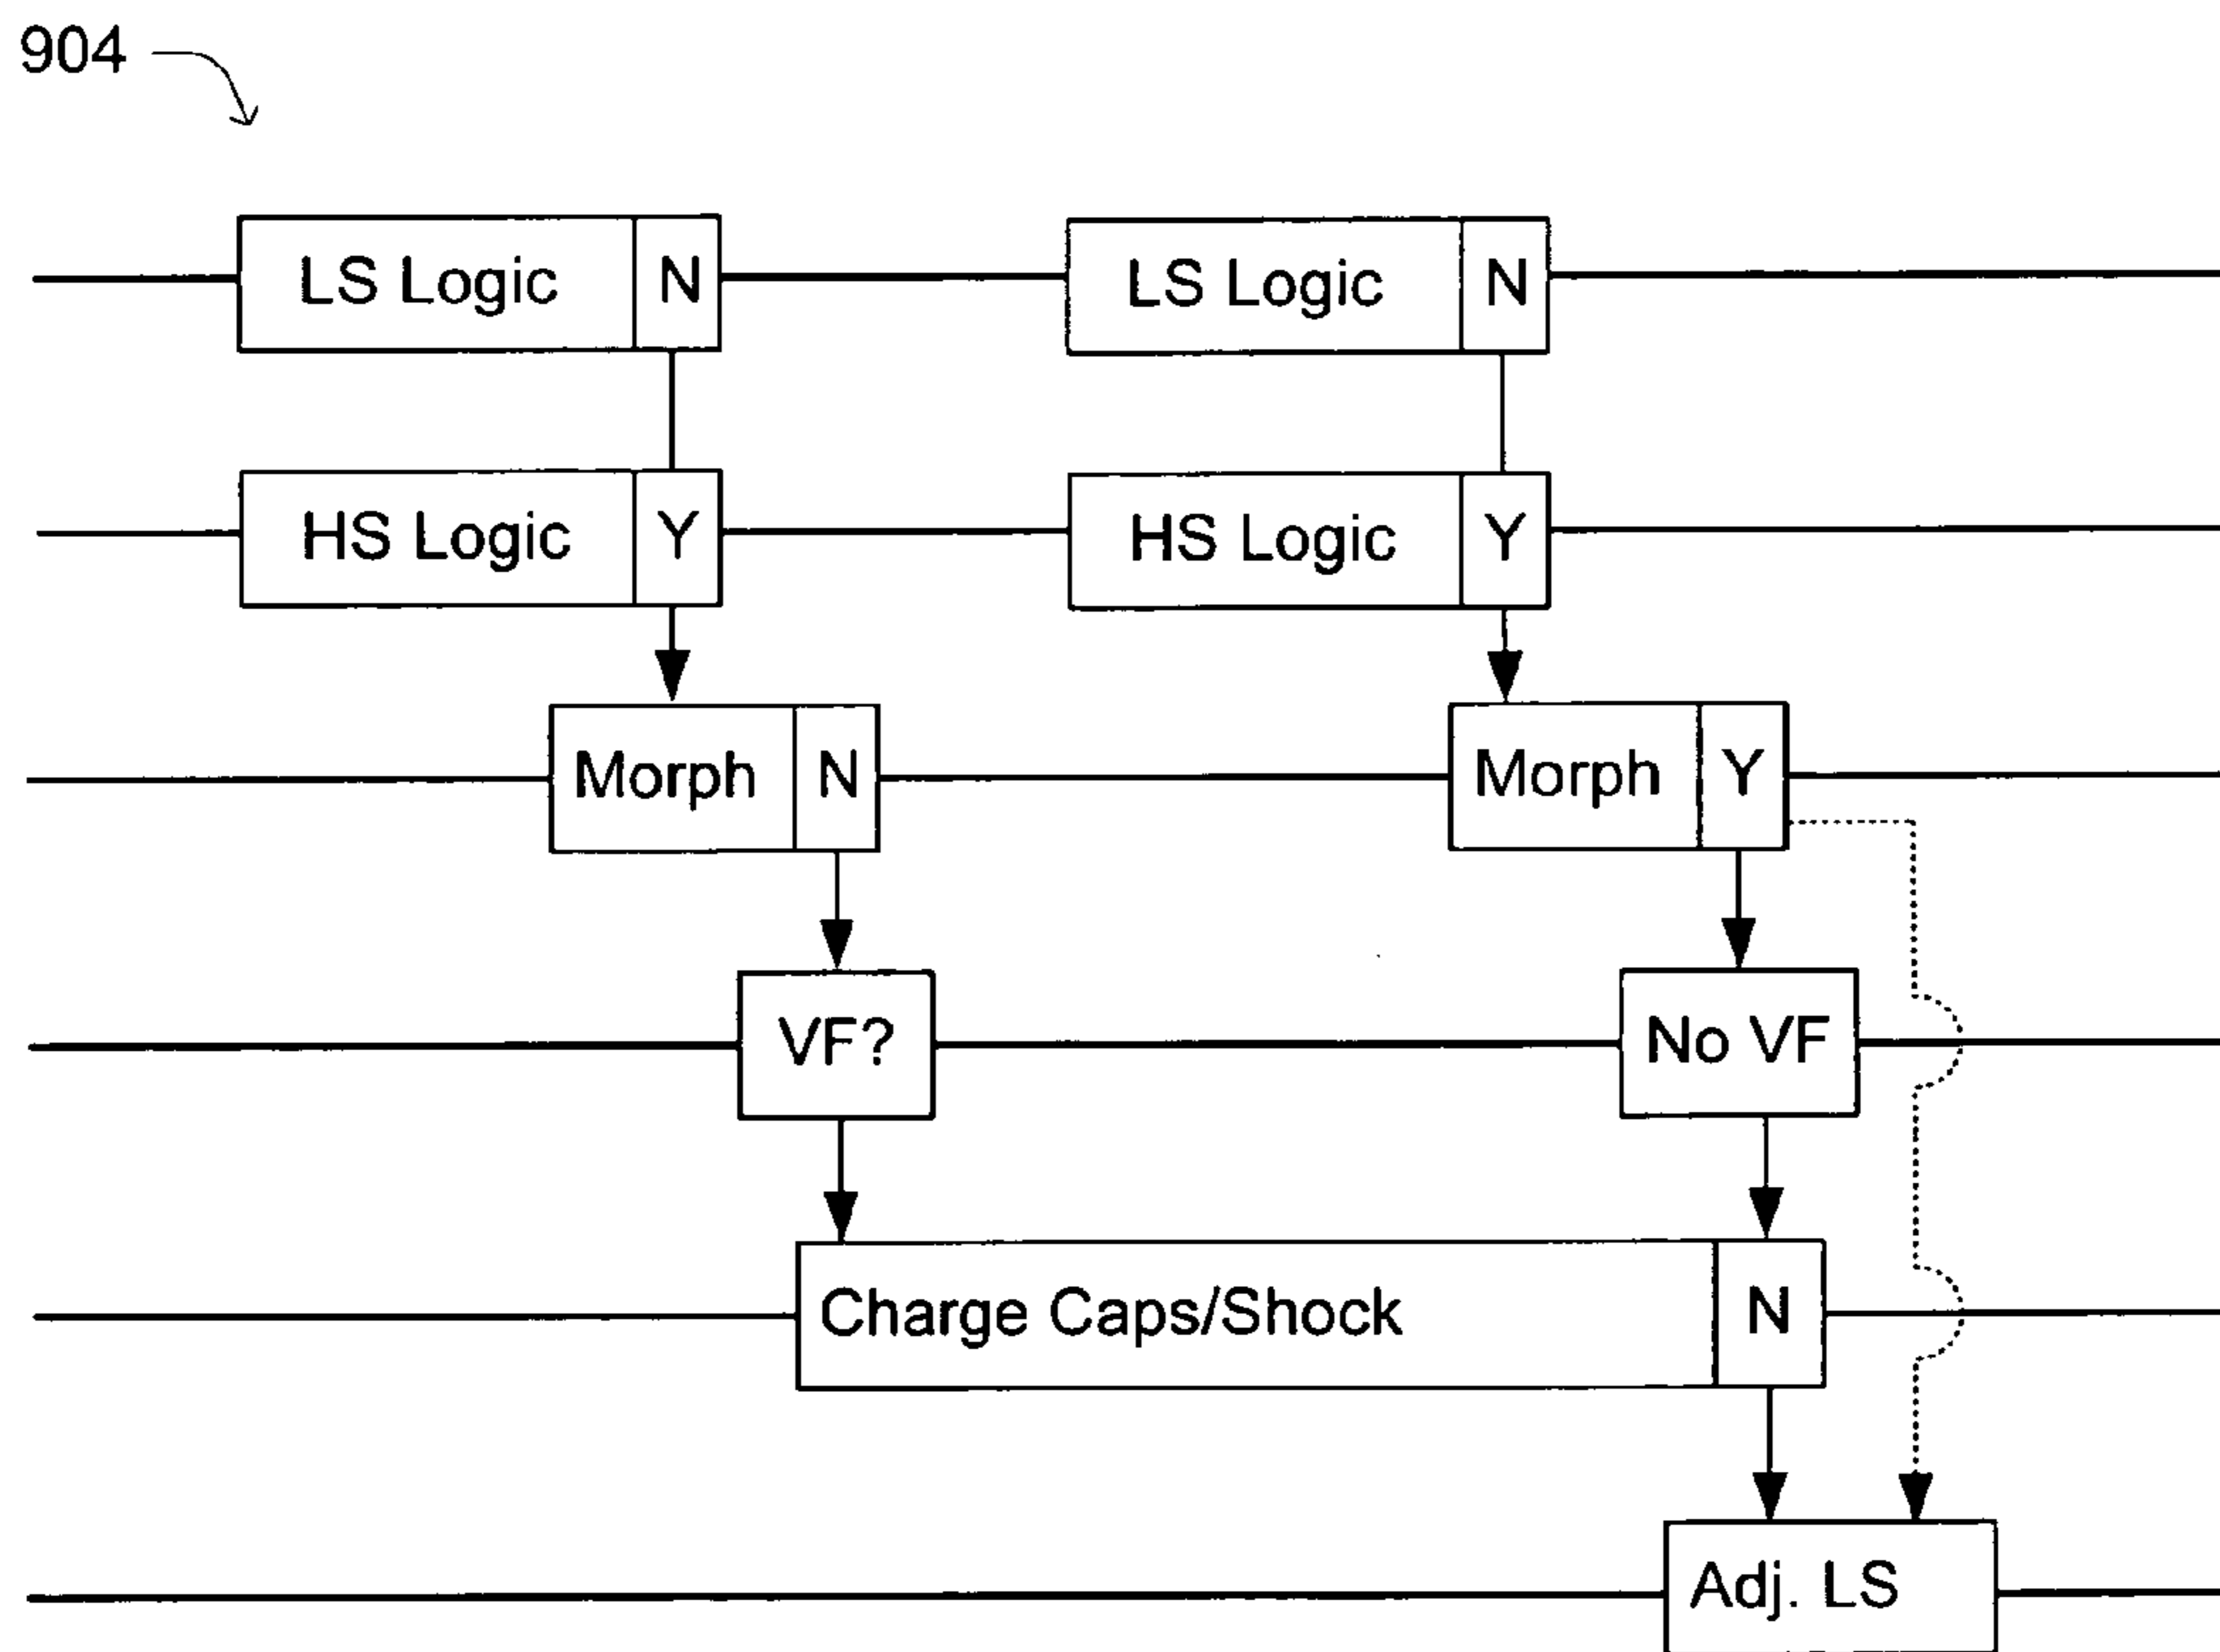 904
LS Logic N LS Logic N
HS Logic Y HS Logic Y
Morph N Morph Y
VF? No VF
Charge Caps/Shock N
Adj. LS